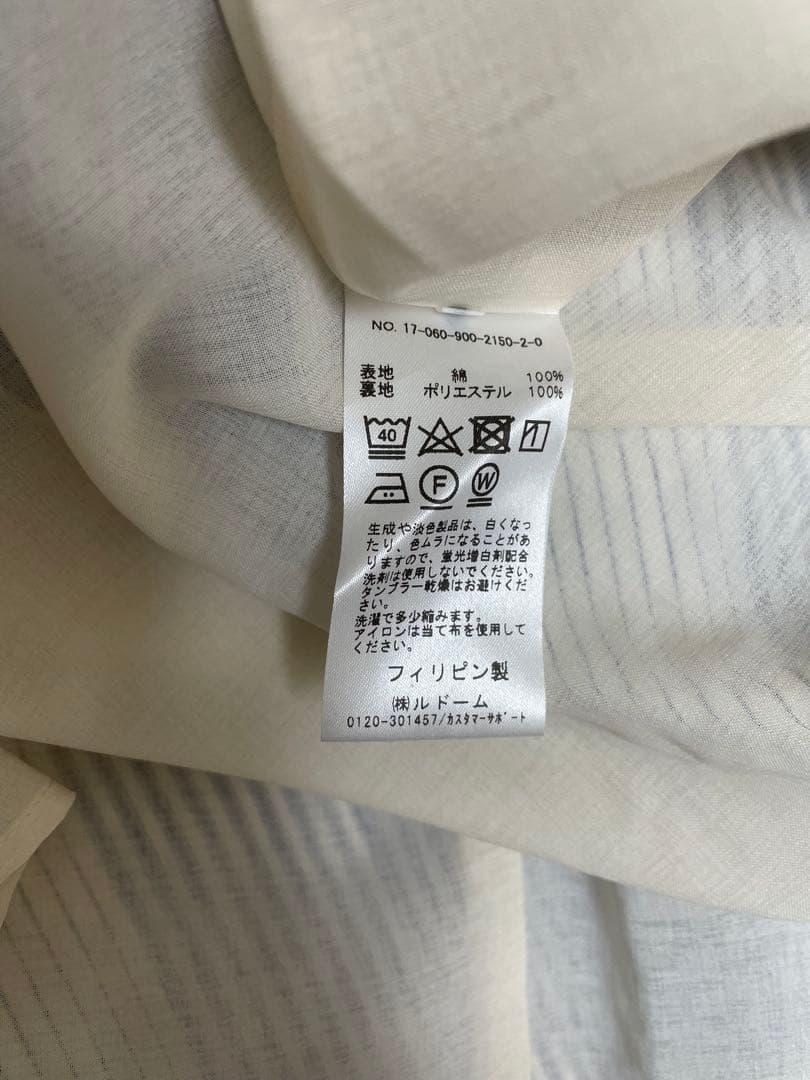 NO. 17-060-900-2150-2-0
表地 綿 100%
裏地 ポリエステル 100%
40
F W
生成や淡色製品は、白くなっ
たり、色ムラになることがあ
りますので、蛍光増白剤配合
洗剤は使用しないでください。
タンブラー乾燥はお避けくだ
さい。
洗濯で多少縮みます。
アイロンは当て布を使用して
ください。
フィリピン製
㈱ルドーム
0120-301457/カスタマーサポート